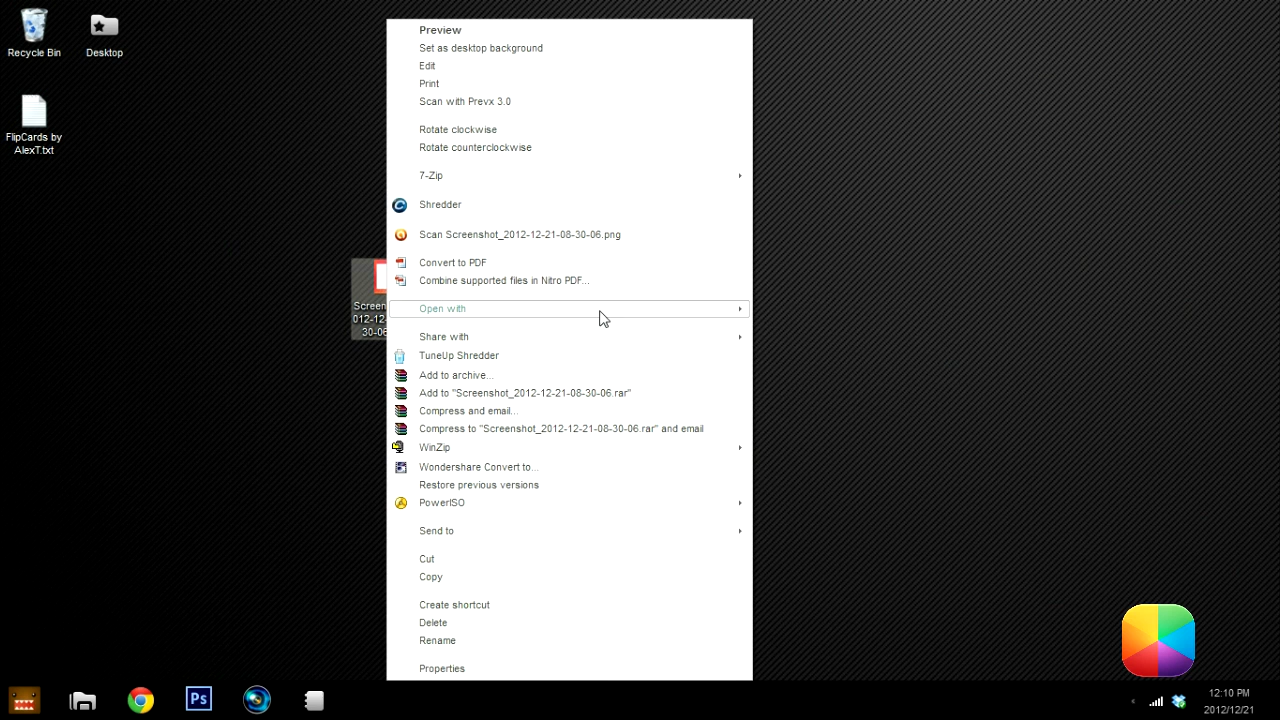 Recycle Bin
Desktop
FlipCards by
AlexT.txt
Screen
012-12-
30-06
Preview
Set as desktop background
Edit
Print
Scan with Prevx 3.0
Rotate clockwise
Rotate counterclockwise
7-Zip
Shredder
Scan Screenshot_2012-12-21-08-30-06.png
Convert to PDF
Combine supported files in Nitro PDF...
Open with
Share with
TuneUp Shredder
Add to archive...
Add to "Screenshot_2012-12-21-08-30-06.rar"
Compress and email...
Compress to "Screenshot_2012-12-21-08-30-06.rar" and email
WinZip
Wondershare Convert to...
Restore previous versions
PowerISO
Send to
Cut
Copy
Create shortcut
Delete
Rename
Properties
Ps
12:10 PM
2012/12/21